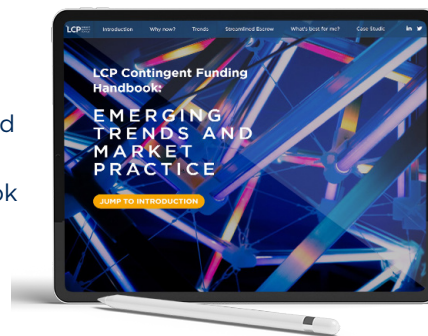 LCP
Introduction
Why now?
Trends
Streamlined Escrow
What's best for me?
Case Studie
in
LCP Contingent Funding
Handbook:
EMERGING
TRENDS AND
MARKET
PRACTICE
JUMP TO INTRODUCTION
d
ok